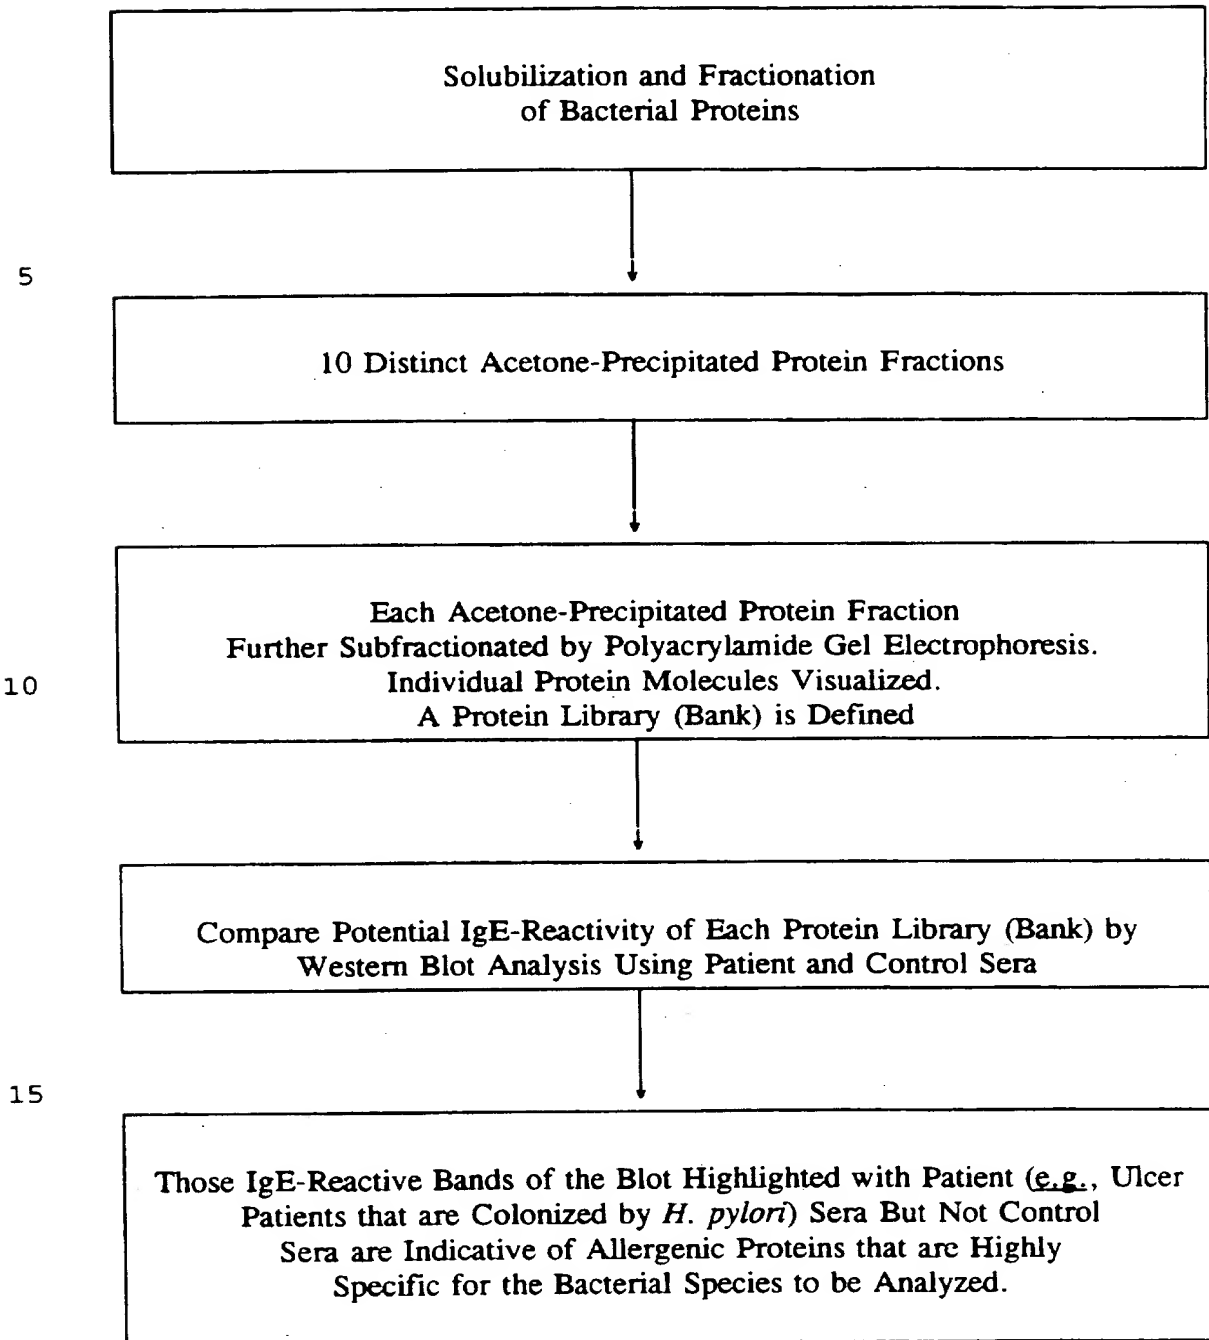 Solubilization and Fractionation
of Bacterial Proteins
5
10 Distinct Acetone-Precipitated Protein Fractions
Each Acetone-Precipitated Protein Fraction
Further Subfractionated by Polyacrylamide Gel Electrophoresis.
10
Individual Protein Molecules Visualized.
A Protein Library (Bank) is Defined
Compare Potential IgE-Reactivity of Each Protein Library (Bank) by
Western Blot Analysis Using Patient and Control Sera
15
Those IgE-Reactive Bands of the Blot Highlighted with Patient (e.g., Ulcer
Patients that are Colonized by H. pylori) Sera But Not Control
Sera are Indicative of Allergenic Proteins that are Highly
Specific for the Bacterial Species to be Analyzed.